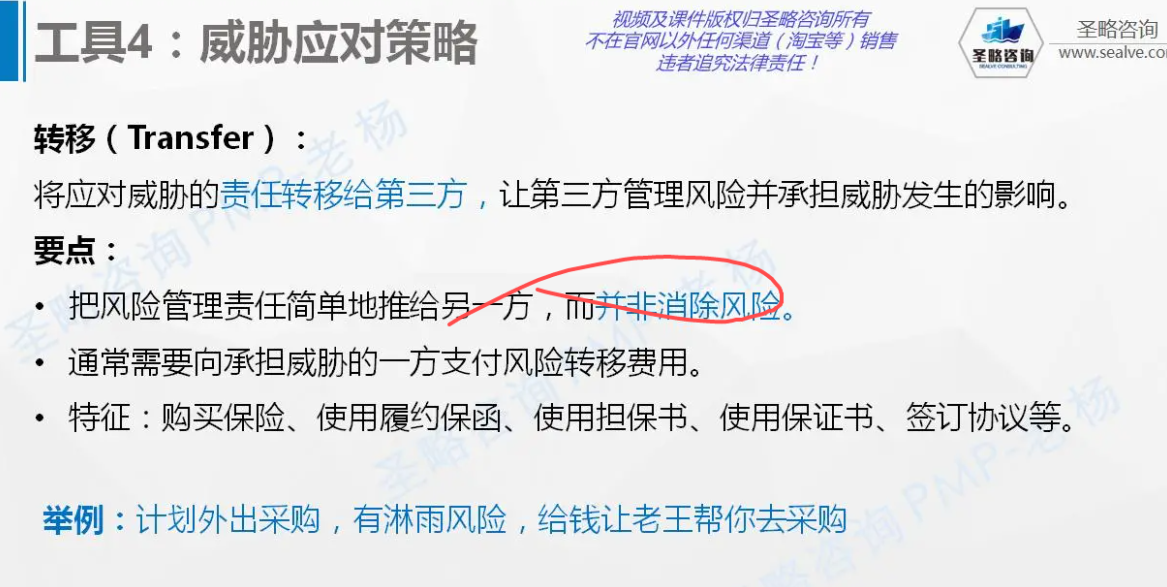 工具4：威胁应对策略
视频及课件版权归圣略咨询所有
不在官网以外任何渠道（淘宝等）销售
违者追究法律责任！
圣略咨询
SEALVE CONSULTING
圣略咨询
www.sealve.co
转移（Transfer）：
将应对威胁的责任转移给第三方，让第三方管理风险并承担威胁发生的影响。
要点：
• 把风险管理责任简单地推给另一方，而并非消除风险。
• 通常需要向承担威胁的一方支付风险转移费用。
• 特征：购买保险、使用履约保函、使用担保书、使用保证书、签订协议等。
举例：计划外出采购，有淋雨风险，给钱让老王帮你去采购
圣略咨询 PMP-老杨
圣略咨询 PMP-老杨
圣略咨询 PMP-老杨